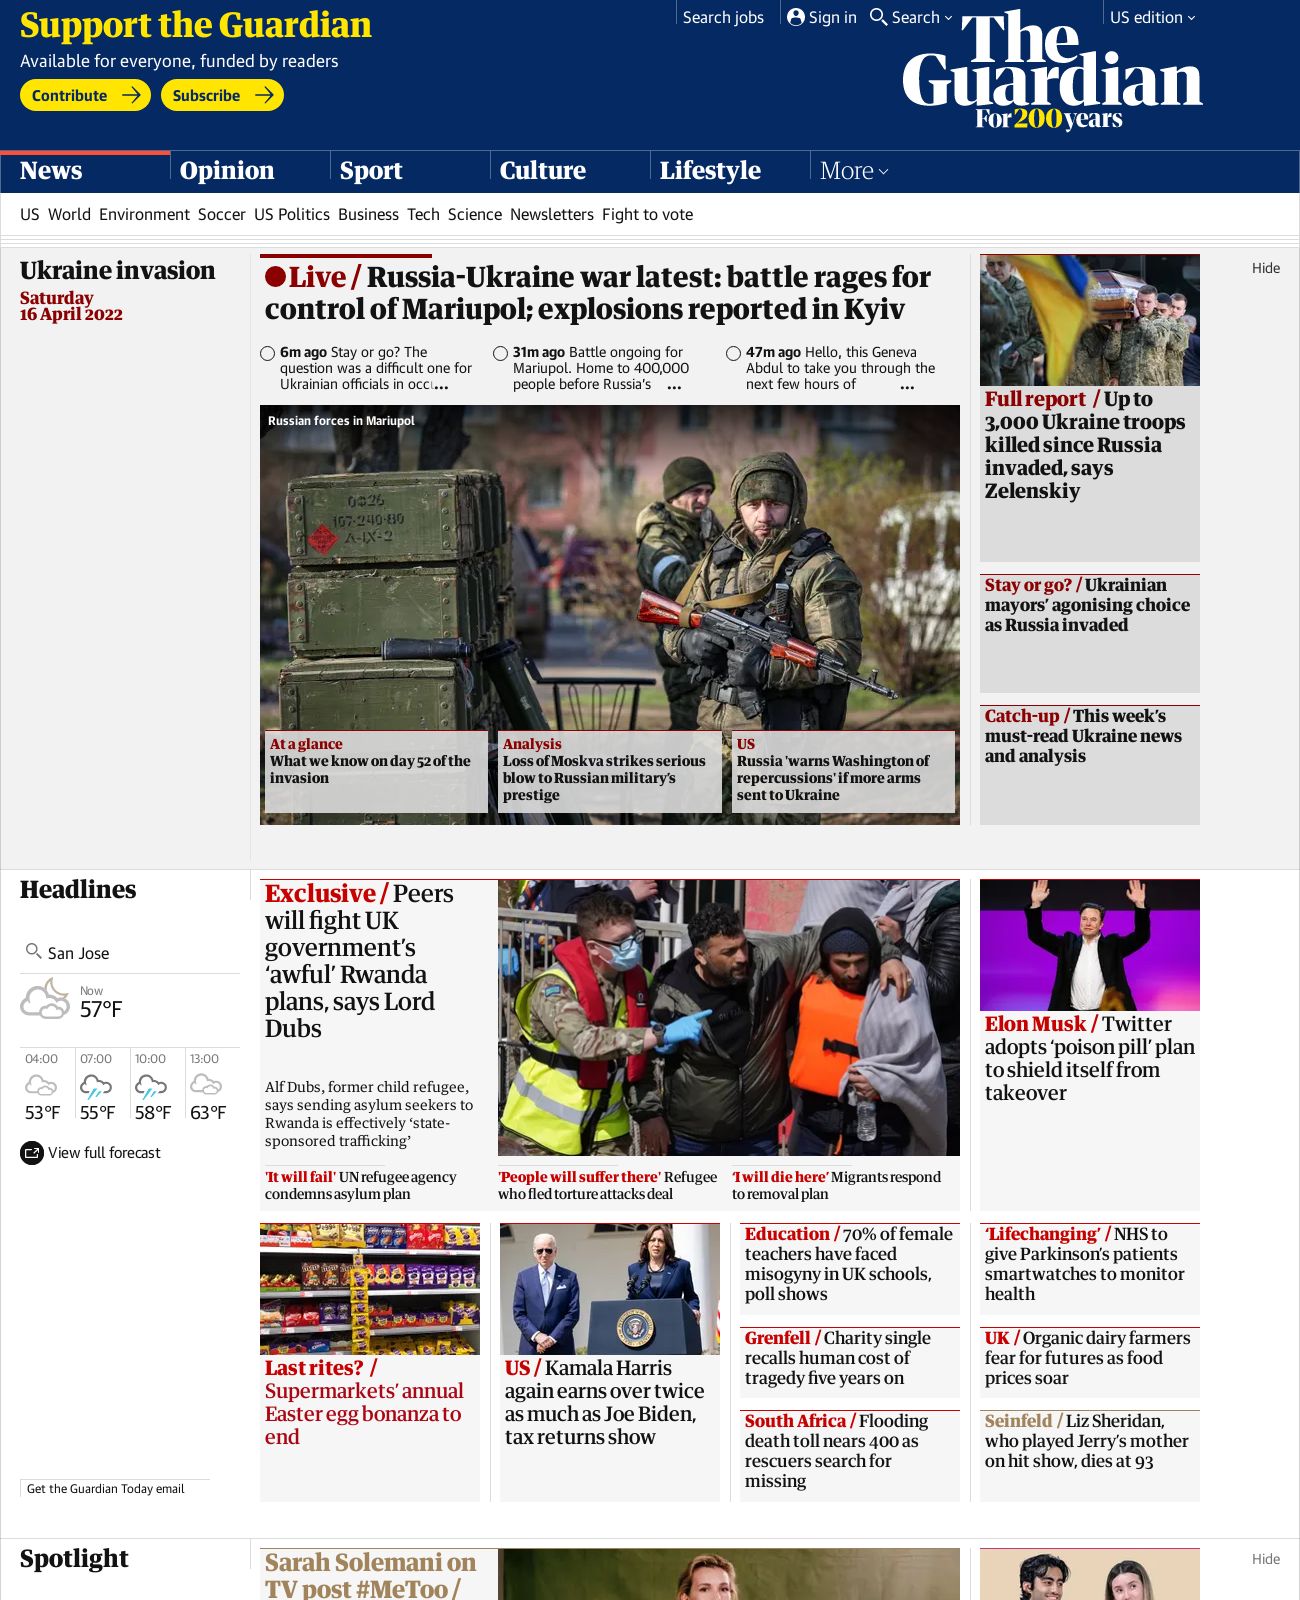 Support the Guardian
Available for everyone, funded by readers
Contribute
Subscribe
Search jobs
Sign in
Search
US edition
The
Guardian
For 200 years
News
Opinion
Sport
Culture
Lifestyle
More
US World Environment Soccer US Politics Business Tech Science Newsletters Fight to vote
Ukraine invasion
Saturday
16 April 2022
Live / Russia-Ukraine war latest: battle rages for
control of Mariupol; explosions reported in Kyiv
6m ago Stay or go? The
question was a difficult one for
Ukrainian officials in occu...
31m ago Battle ongoing for
Mariupol. Home to 400,000
people before Russia's ...
47m ago Hello, this Geneva
Abdul to take you through the
next few hours of ...
Russian forces in Mariupol
107-240-80
At a glance
What we know on day 52 of the
invasion
Analysis
Loss of Moskva strikes serious
blow to Russian military's
prestige
US
Russia 'warns Washington of
repercussions' if more arms
sent to Ukraine
Full report / Up to
3,000 Ukraine troops
killed since Russia
invaded, says
Zelenskiy
Stay or go? / Ukrainian
mayors' agonising choice
as Russia invaded
Catch-up / This week's
must-read Ukraine news
and analysis
Hide
Headlines
San Jose
Now
57°F
04:00 07:00 10:00 13:00
53°F 55°F 58°F 63°F
View full forecast
Get the Guardian Today email
Exclusive / Peers
will fight UK
government's
'awful' Rwanda
plans, says Lord
Dubs
Alf Dubs, former child refugee,
says sending asylum seekers to
Rwanda is effectively 'state-
sponsored trafficking'
'It will fail' UN refugee agency
condemns asylum plan
'People will suffer there' Refugee
who fled torture attacks deal
'I will die here' Migrants respond
to removal plan
Elon Musk / Twitter
adopts 'poison pill' plan
to shield itself from
takeover
Last rites? /
Supermarkets' annual
Easter egg bonanza to
end
US / Kamala Harris
again earns over twice
as much as Joe Biden,
tax returns show
Education / 70% of female
teachers have faced
misogyny in UK schools,
poll shows
Grenfell / Charity single
recalls human cost of
tragedy five years on
South Africa / Flooding
death toll nears 400 as
rescuers search for
missing
'Lifechanging' / NHS to
give Parkinson's patients
smartwatches to monitor
health
UK / Organic dairy farmers
fear for futures as food
prices soar
Seinfeld / Liz Sheridan,
who played Jerry's mother
on hit show, dies at 93
Spotlight
Sarah Solemani on
TV post #MeToo /
Hide